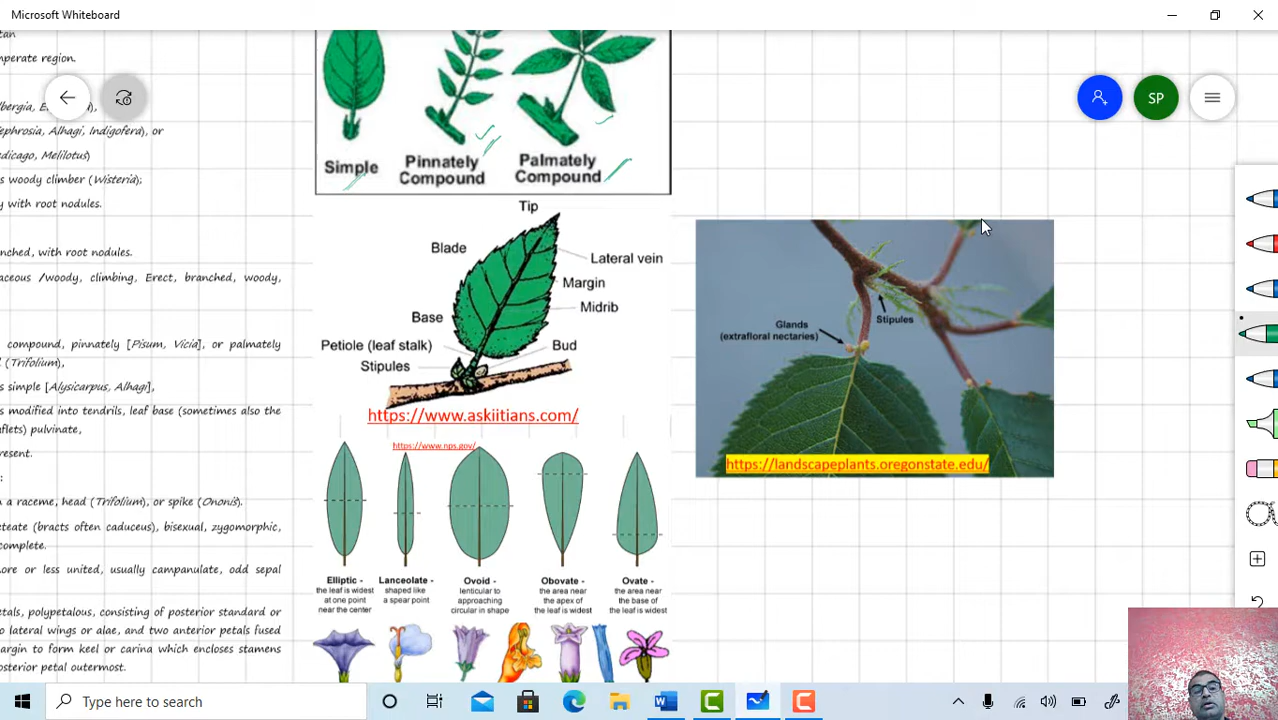 Microsoft Whiteboard
tan
mperate region.
ephrosia, Alhagi, Indigofera), or
edicago, Melilotus)
s woody climber (Wisteria);
y with root nodules.
anched, with root nodules.
aceous /woody, climbing, Erect, branched, woody,
compound, palmately [Pisum, Vicia], or palmately
(Trifolium),
s simple [Alysicarpus, Alhagi],
s modified into tendrils, leaf base (sometimes also the
aflets) pulvinate,
resent.
:
n a raceme, head (Trifolium), or spike (Ononis).
cteate (bracts often caduceus), bisexual, zygomorphic,
complete.
ore or less united, usually campanulate, odd sepal
etals, polypetalous, consisting of posterior standard or
o lateral wings or alae, and two anterior petals fused
argin to form keel or carina which encloses stamens
osterior petal outermost.
Simple
Pinnately
Compound
Palmately
Compound
Tip
Blade
Lateral vein
Margin
Midrib
Base
Petiole (leaf stalk)
Bud
Stipules
https://www.askiitians.com/
https://www.nps.gov/
Elliptic -
the leaf is widest
at one point
near the center
Lanceolate -
shaped like
a spear point
Ovoid -
lenticular to
approaching
circular in shape
Obovate -
the area near
the apex of
the leaf is widest
Ovate -
the area near
the base of
the leaf is widest
Stipules
Glands
(extrafloral nectaries)
https://landscapeplants.oregonstate.edu/
SP
Type here to search